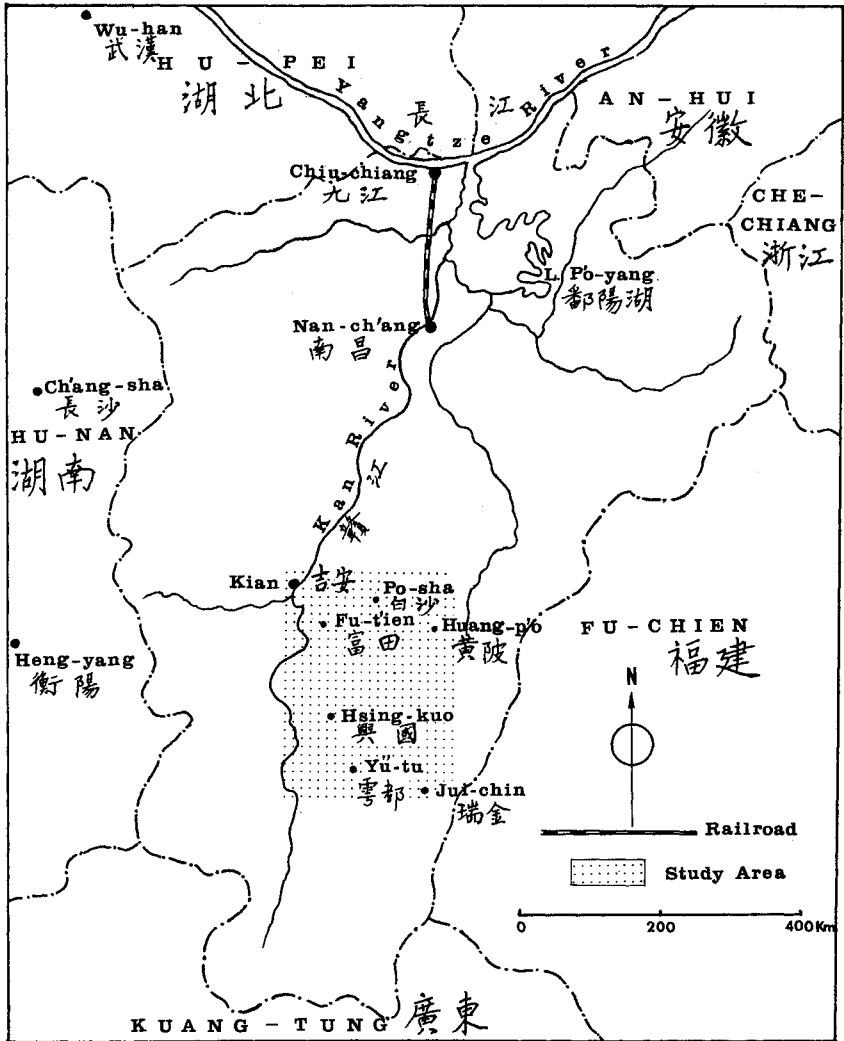 Wu-han
武漢
HU-PEI
湖北
Yangtze River
長江
AN-HUI
安徽
Chiu-chiang
九江
CHE-
CHIANG
浙江
L. P'o-yang
鄱陽湖
Nan-ch'ang
南昌
Ch'ang-sha
長沙
HU-NAN
湖南
Kan River
贛江
Kian 吉安
Po-sha
白沙
Fu-t'ien
富田
Huang-p'o
黃陂
FU-CHIEN
福建
Heng-yang
衡陽
N
Hsing-kuo
興國
Yü-tu
雩都
Jui-chin
瑞金
Railroad
Study Area
0 200 400Km
KUANG-TUNG 廣東